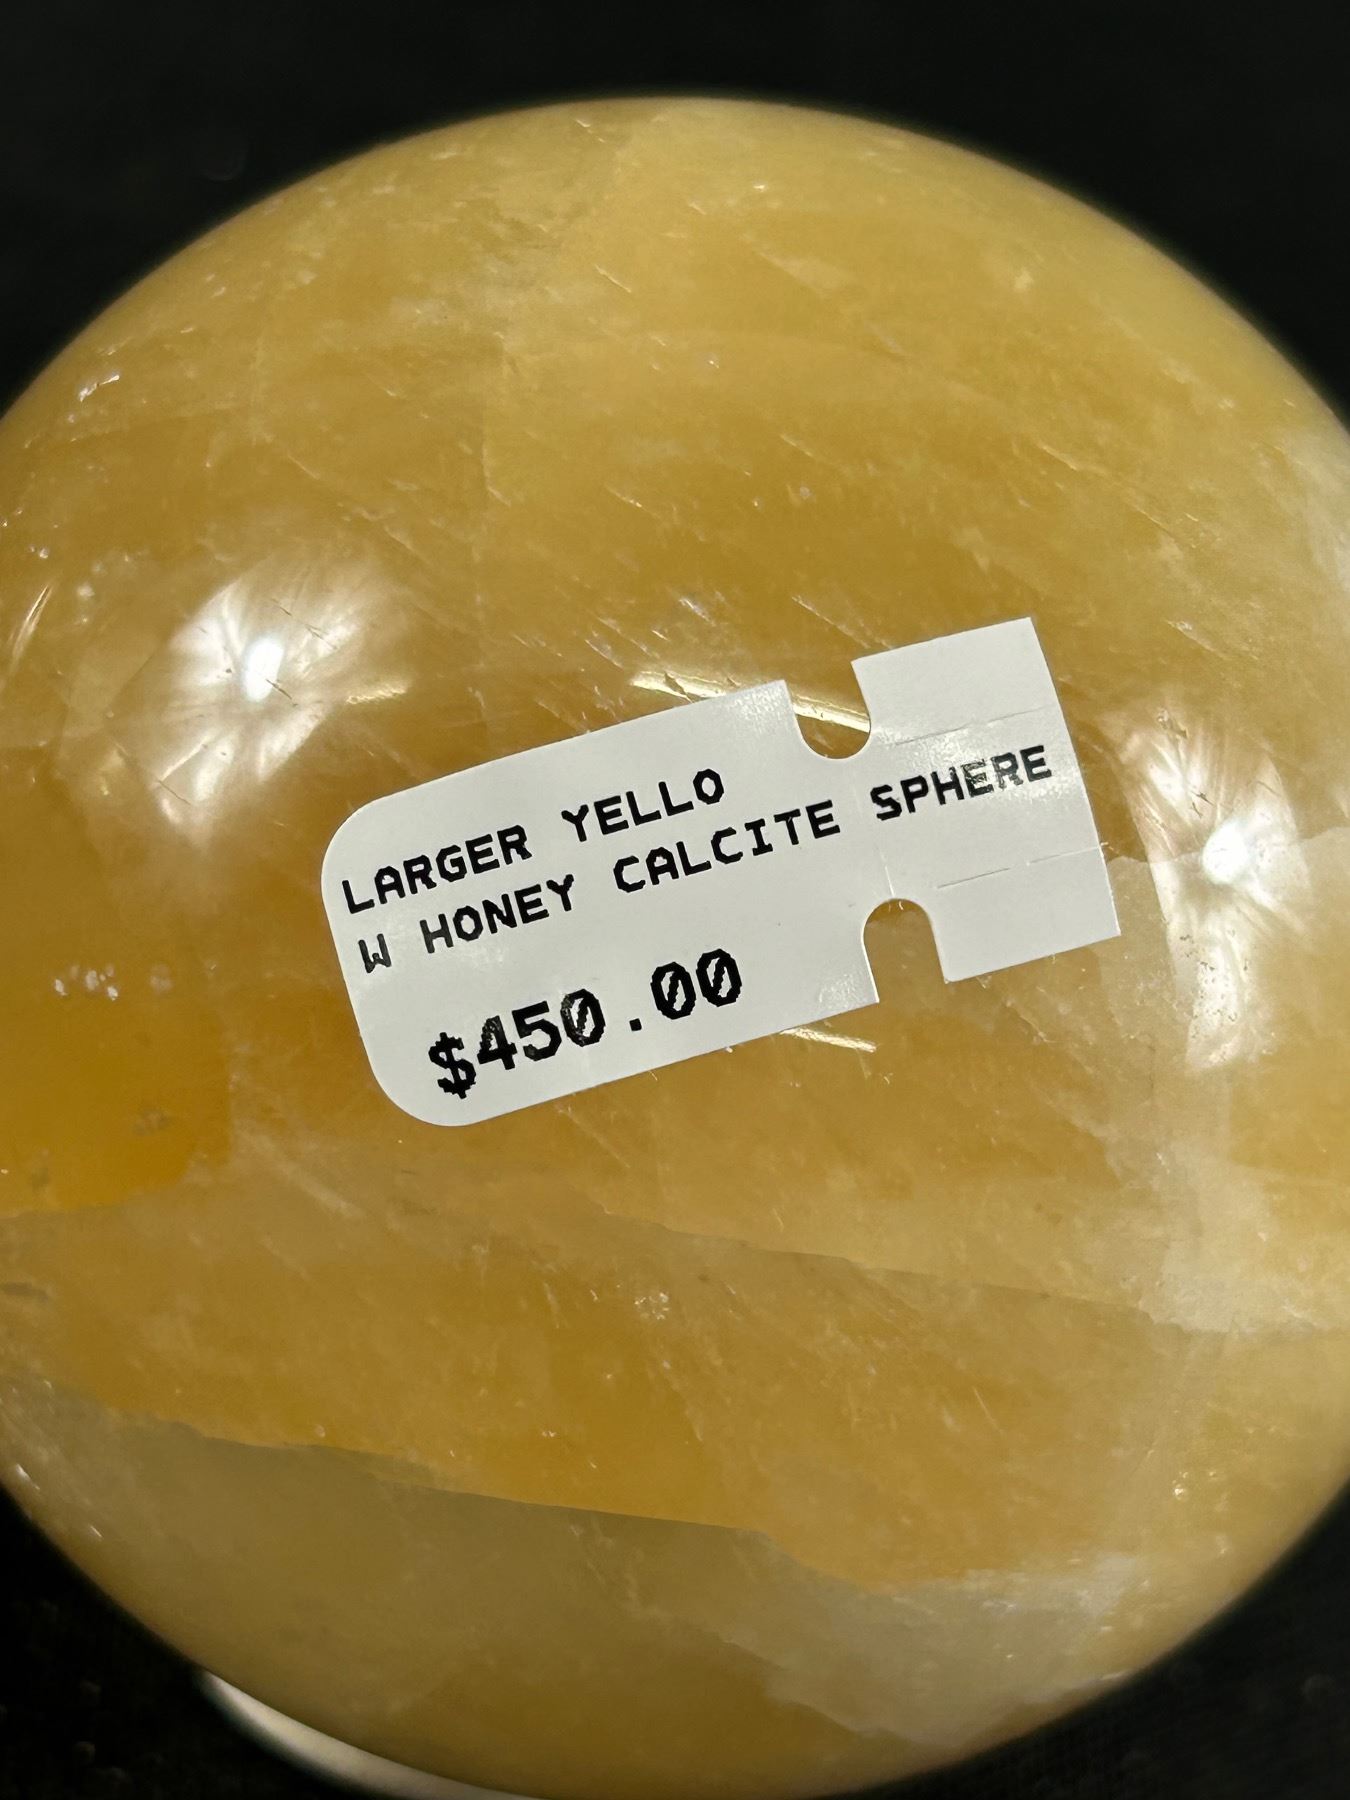 LARGER YELLO
W HONEY CALCITE SPHERE
$450.00